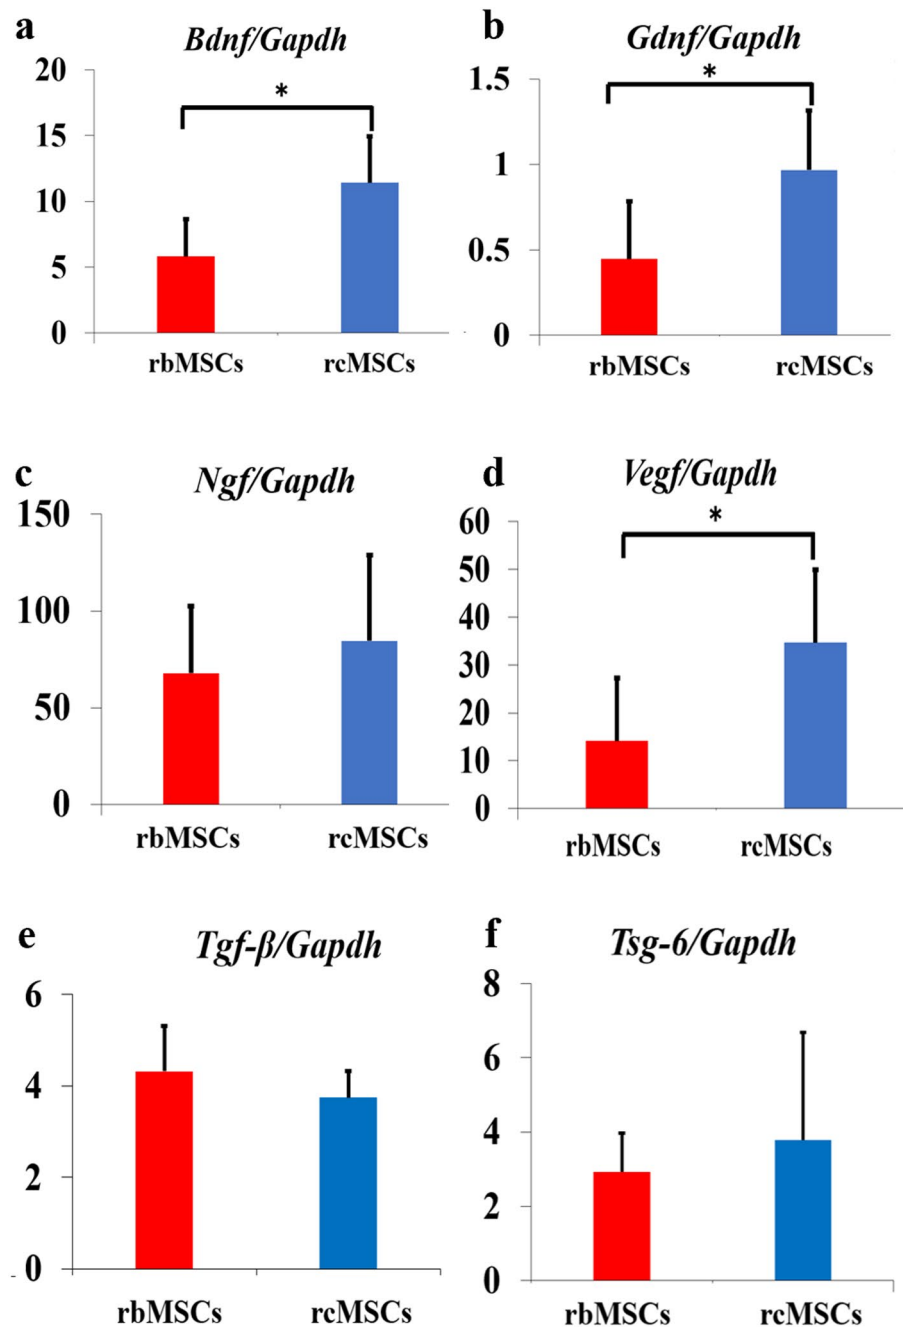 a
Bdnf/Gapdh
20
15
10
5
0
*
rbMSCs
rcMSCs
b
Gdnf/Gapdh
1.5
1
0.5
0
*
rbMSCs
rcMSCs
c
Ngf/Gapdh
150
100
50
0
rbMSCs
rcMSCs
d
Vegf/Gapdh
60
50
40
30
20
10
0
*
rbMSCs
rcMSCs
e
Tgf-β/Gapdh
6
4
2
0
rbMSCs
rcMSCs
f
Tsg-6/Gapdh
8
6
4
2
0
rbMSCs
rcMSCs